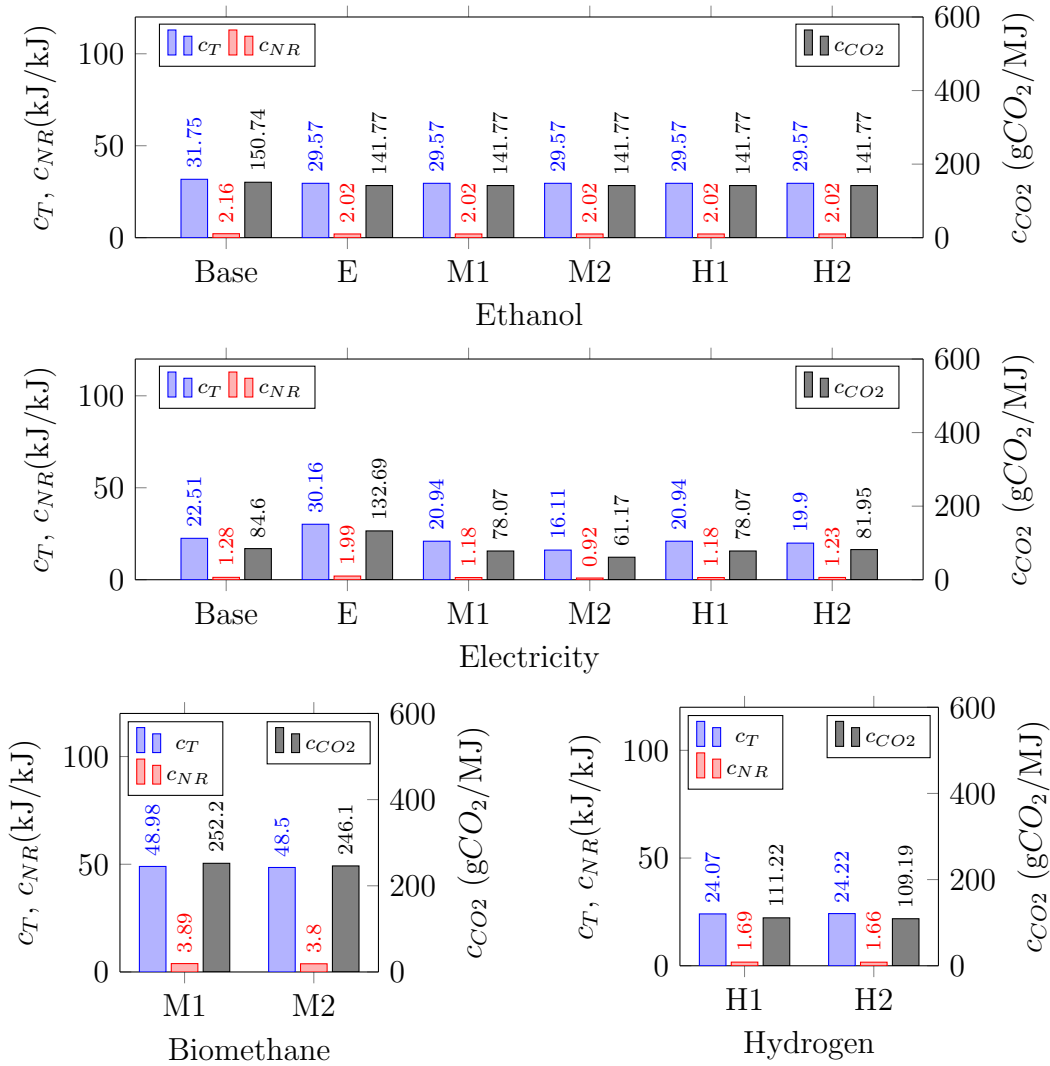 c_T, c_NR(kJ/kJ)
c_T c_NR
c_CO2
c_CO2 (gCO_2/MJ)
100
50
0
600
400
200
0
31.75 2.16 150.74 29.57 2.02 141.77 29.57 2.02 141.77 29.57 2.02 141.77 29.57 2.02 141.77 29.57 2.02 141.77
Base E M1 M2 H1 H2
Ethanol
c_T, c_NR(kJ/kJ)
c_T c_NR
c_CO2
c_CO2 (gCO_2/MJ)
100
50
0
600
400
200
0
22.51 1.28 84.6 30.16 1.99 132.69 20.94 1.18 78.07 16.11 0.92 61.17 20.94 1.18 78.07 19.9 1.23 81.95
Base E M1 M2 H1 H2
Electricity
c_T, c_NR(kJ/kJ)
c_T
c_NR
c_CO2
c_CO2 (gCO_2/MJ)
100
50
0
600
400
200
0
48.98 3.89 252.2 48.5 3.8 246.1
M1 M2
Biomethane
c_T, c_NR(kJ/kJ)
c_T
c_NR
c_CO2
c_CO2 (gCO_2/MJ)
100
50
0
600
400
200
0
24.07 1.69 111.22 24.22 1.66 109.19
H1 H2
Hydrogen